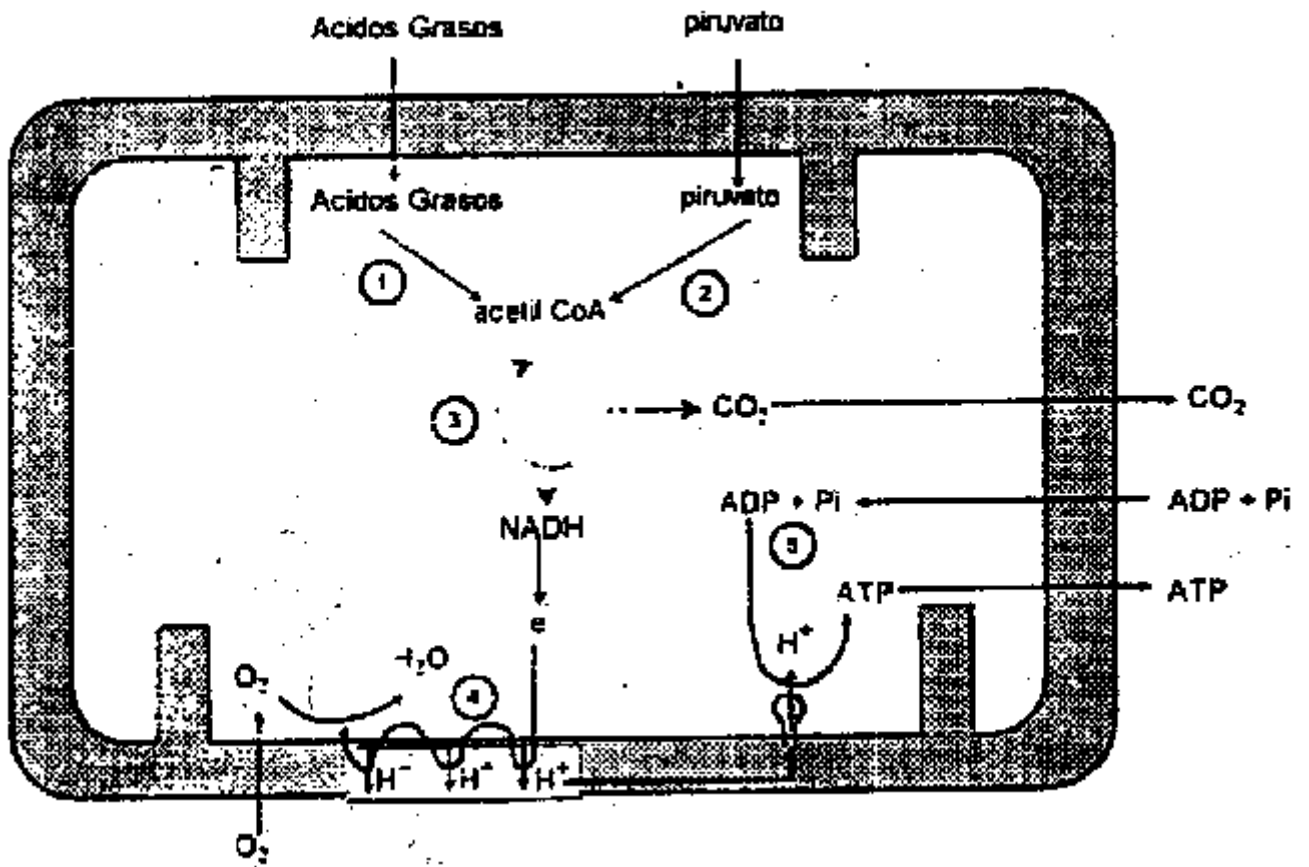 Acidos Grasos
piruvato
Acidos Grasos
piruvato
1
2
acetil CoA
3
CO₂
CO₂
NADH
ADP + Pi
ADP + Pi
5
ATP
ATP
e
H⁺
H₂O
4
O₂
H⁺
H⁺
H⁺
O₂